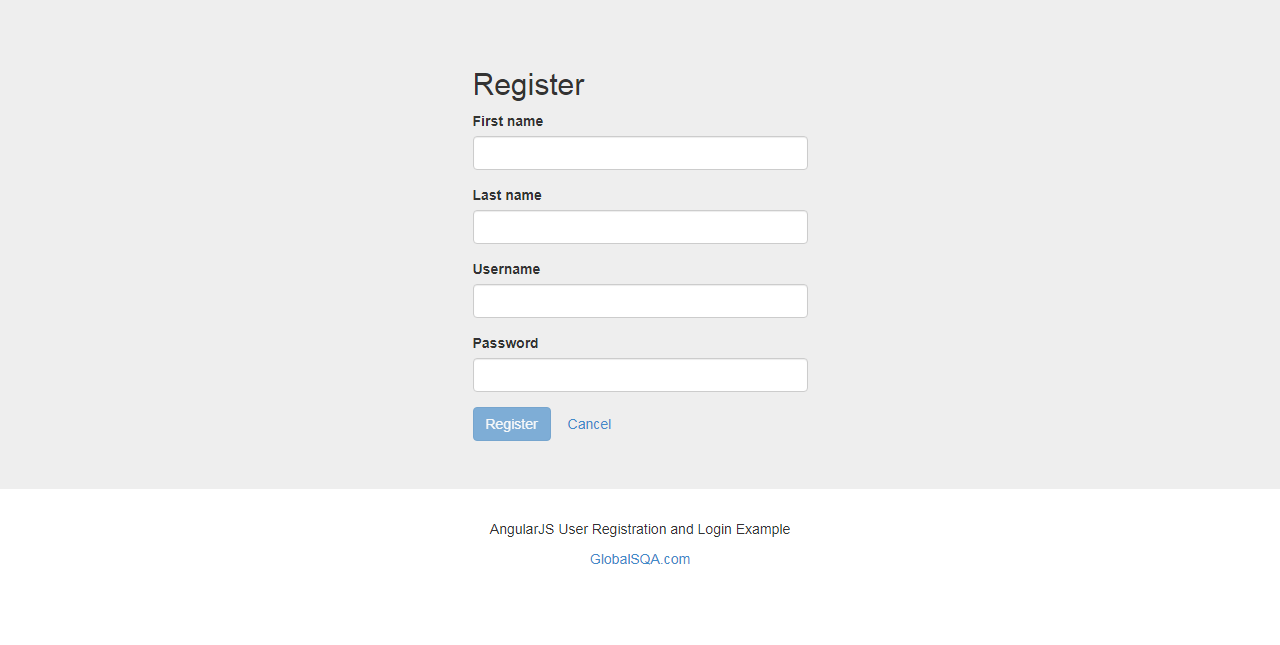 Register
First name
Last name
Username
Password
Register Cancel
AngularJS User Registration and Login Example
GlobalSQA.com